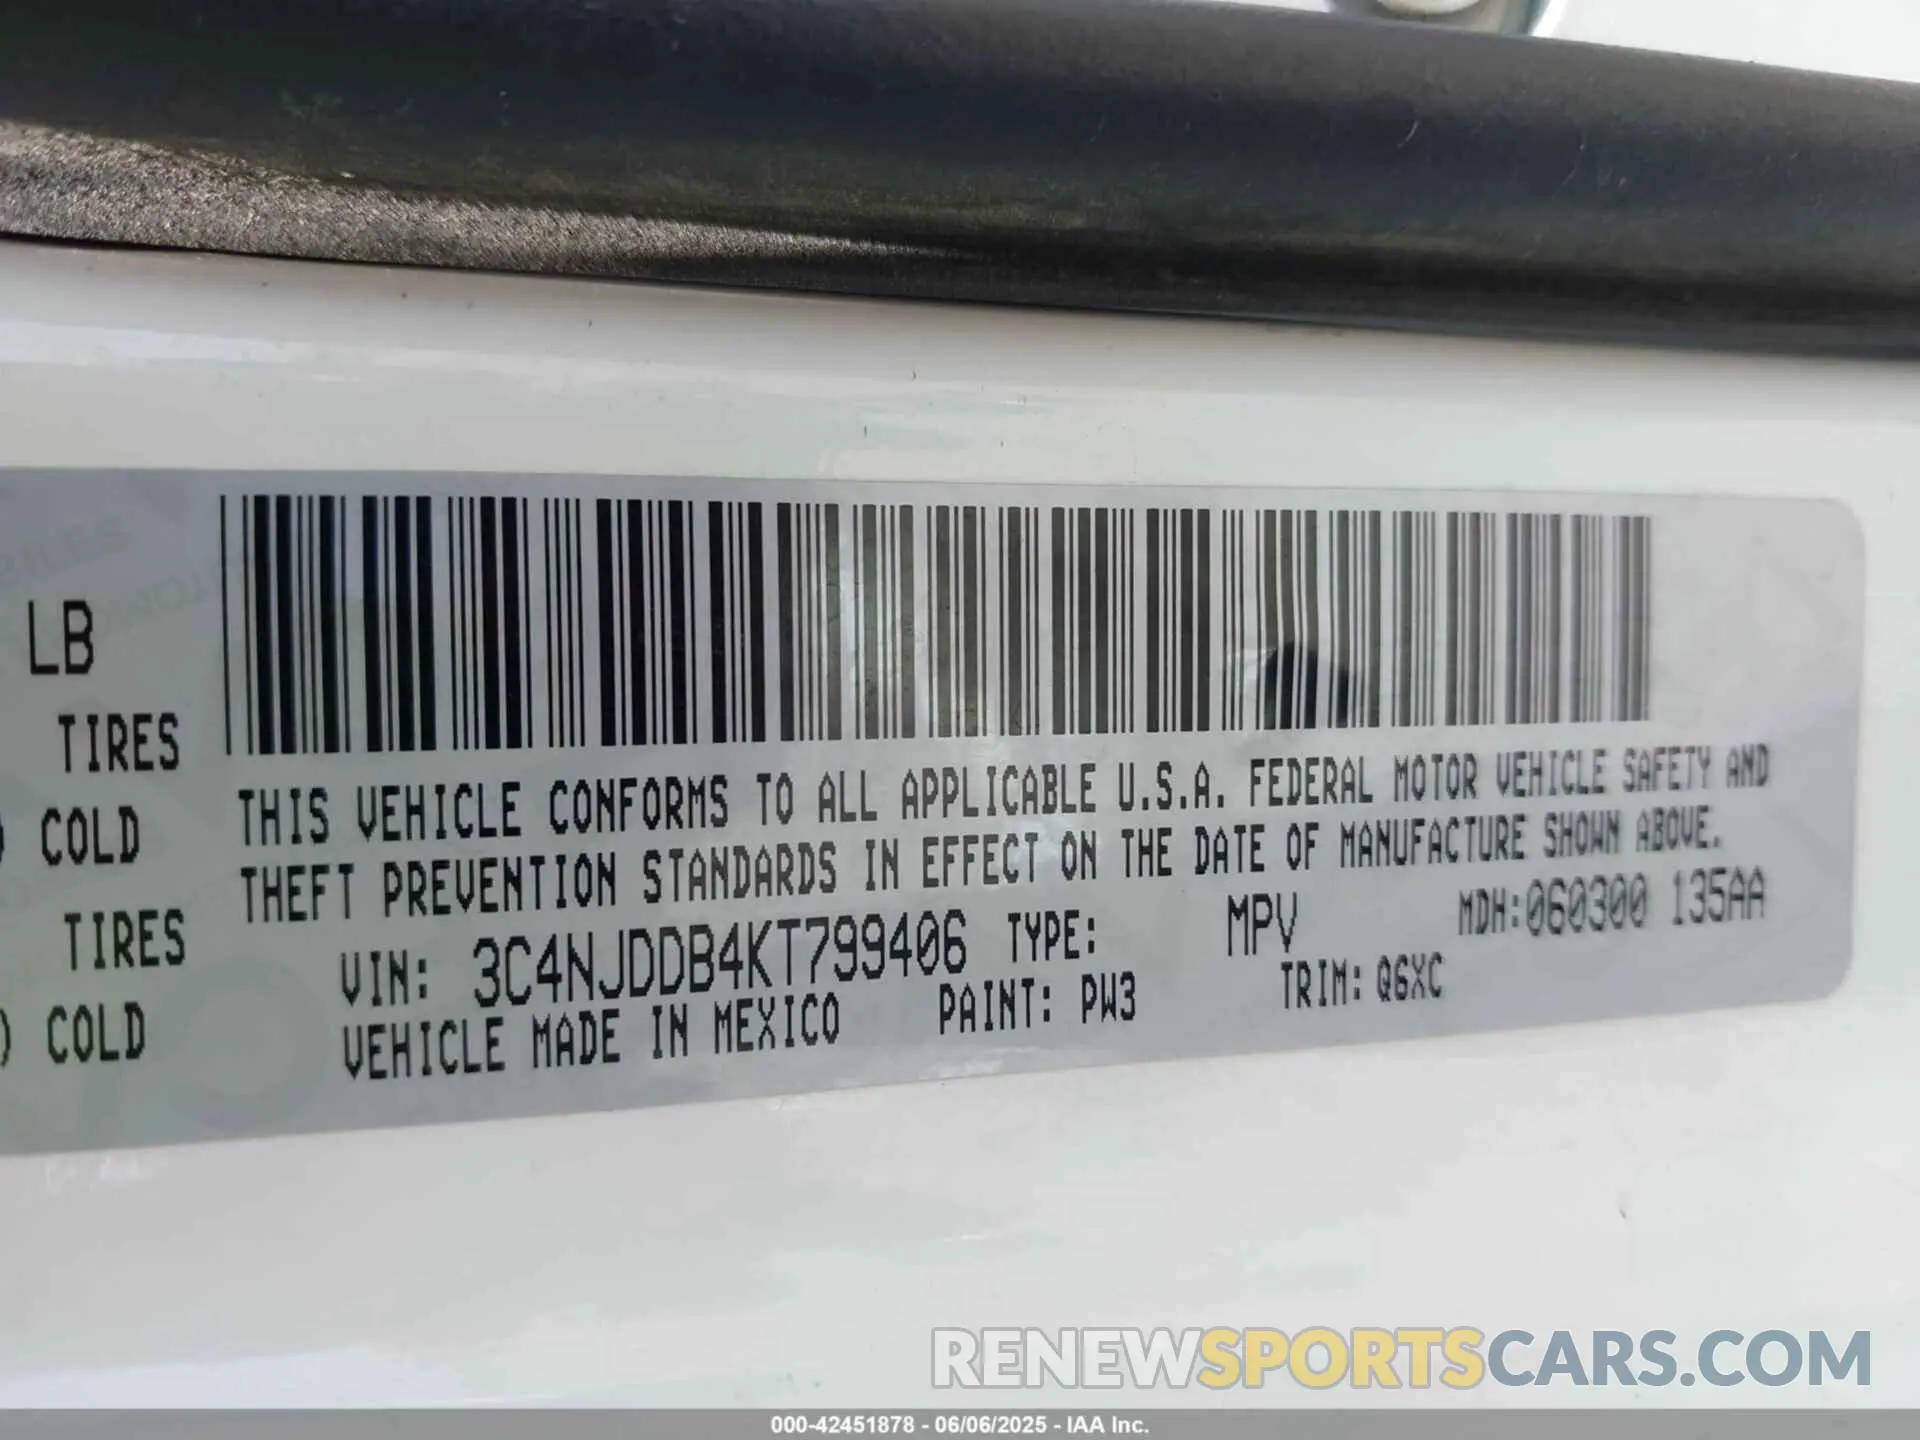 LB
TIRES
) COLD
TIRES
) COLD
THIS VEHICLE CONFORMS TO ALL APPLICABLE U.S.A. FEDERAL MOTOR VEHICLE SAFETY AND
THEFT PREVENTION STANDARDS IN EFFECT ON THE DATE OF MANUFACTURE SHOWN ABOVE.
VIN: 3C4NJDDB4KT799406 TYPE: MPV MDH:060300 135AA
VEHICLE MADE IN MEXICO PAINT: PW3 TRIM: Q6XC
RENEWSPORTSCARS.COM
000-42451878 - 06/06/2025 - IAA Inc.